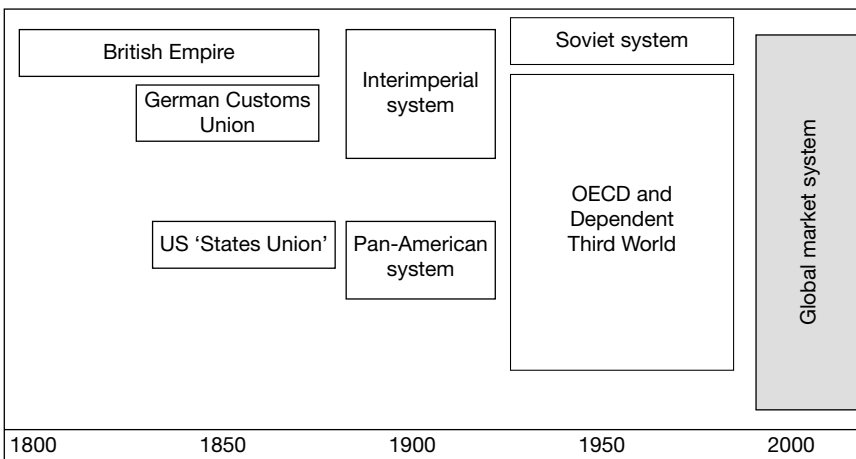 British Empire
German Customs
Union
US ‘States Union’
Interimperial
system
Pan-American
system
Soviet system
OECD and
Dependent
Third World
Global market system
1800 1850 1900 1950 2000